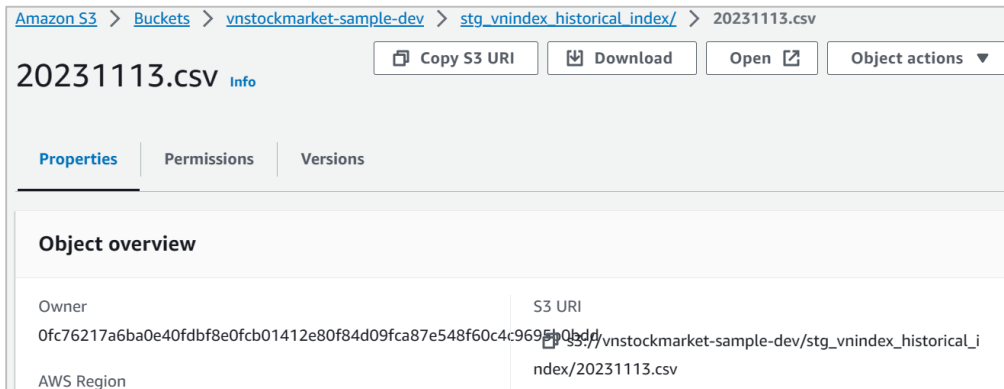 Amazon S3 > Buckets > vnstockmarket-sample-dev > stg_vnindex_historical_index/ > 20231113.csv
20231113.csv Info
Copy S3 URI
Download
Open
Object actions
Properties
Permissions
Versions
Object overview
Owner
0fc76217a6ba0e40fdbf8e0fcb01412e80f84d09fca87e548f60c4c9695b0bdd
S3 URI
s3://vnstockmarket-sample-dev/stg_vnindex_historical_i
ndex/20231113.csv
AWS Region